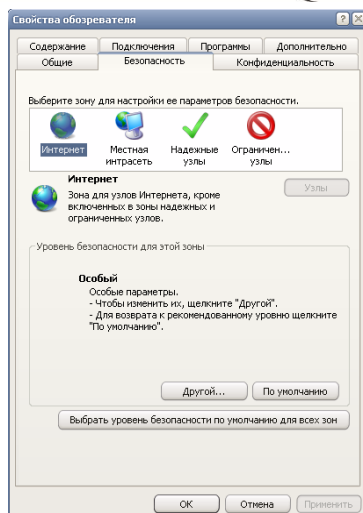 Свойства обозревателя
Содержание Подключения Программы Дополнительно
Общие Безопасность Конфиденциальность
Выберите зону для настройки ее параметров безопасности.
Интернет Местная интрасеть Надежные узлы Ограничен... узлы
Интернет
Зона для узлов Интернета, кроме
включенных в зоны надежных и
ограниченных узлов.
Узлы
Уровень безопасности для этой зоны
Особый
Особые параметры.
- Чтобы изменить их, щелкните "Другой".
- Для возврата к рекомендованному уровню щелкните
"По умолчанию".
Другой... По умолчанию
Выбрать уровень безопасности по умолчанию для всех зон
OK Отмена Применить